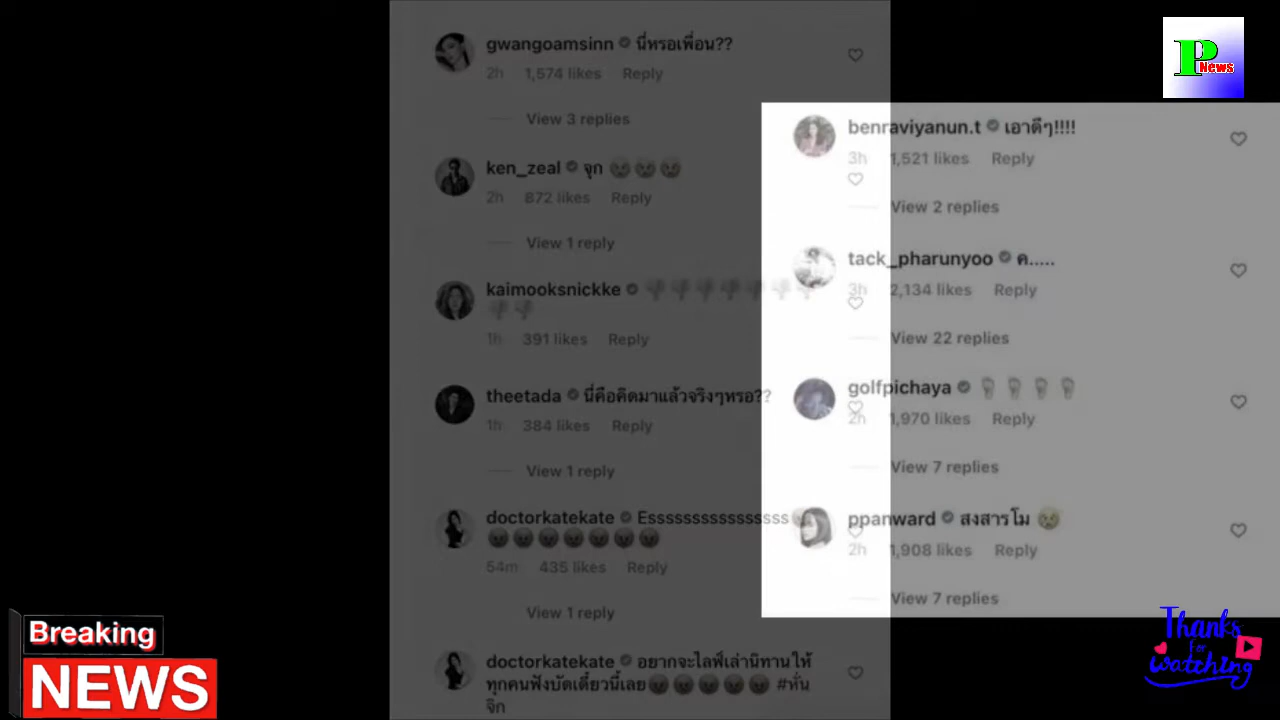 gwangoamsinn นี่หรอเพื่อน??
2h 1,574 likes Reply
View 3 replies
ken_zeal จุก
2h 872 likes Reply
View 1 reply
kaimooksnickke
1h 391 likes Reply
theetada นี่คือคิดมาแล้วจริงๆหรอ??
1h 384 likes Reply
View 1 reply
doctorkatekate Esssssssssssssssss
54m 435 likes Reply
View 1 reply
doctorkatekate อยากจะไลฟ์เล่านิทานให้
ทุกคนฟังบัดเดี๋ยวนี้เลย #หั่น
จิ๊ก
P News
benraviyanun.t เอาดีๆ!!!!
3h 1,521 likes Reply
View 2 replies
tack_pharunyoo ค.....
3h 2,134 likes Reply
View 22 replies
golfpichaya
2h 1,970 likes Reply
View 7 replies
ppanward สงสารโม
2h 1,908 likes Reply
View 7 replies
Breaking
NEWS
Thanks
for
watching